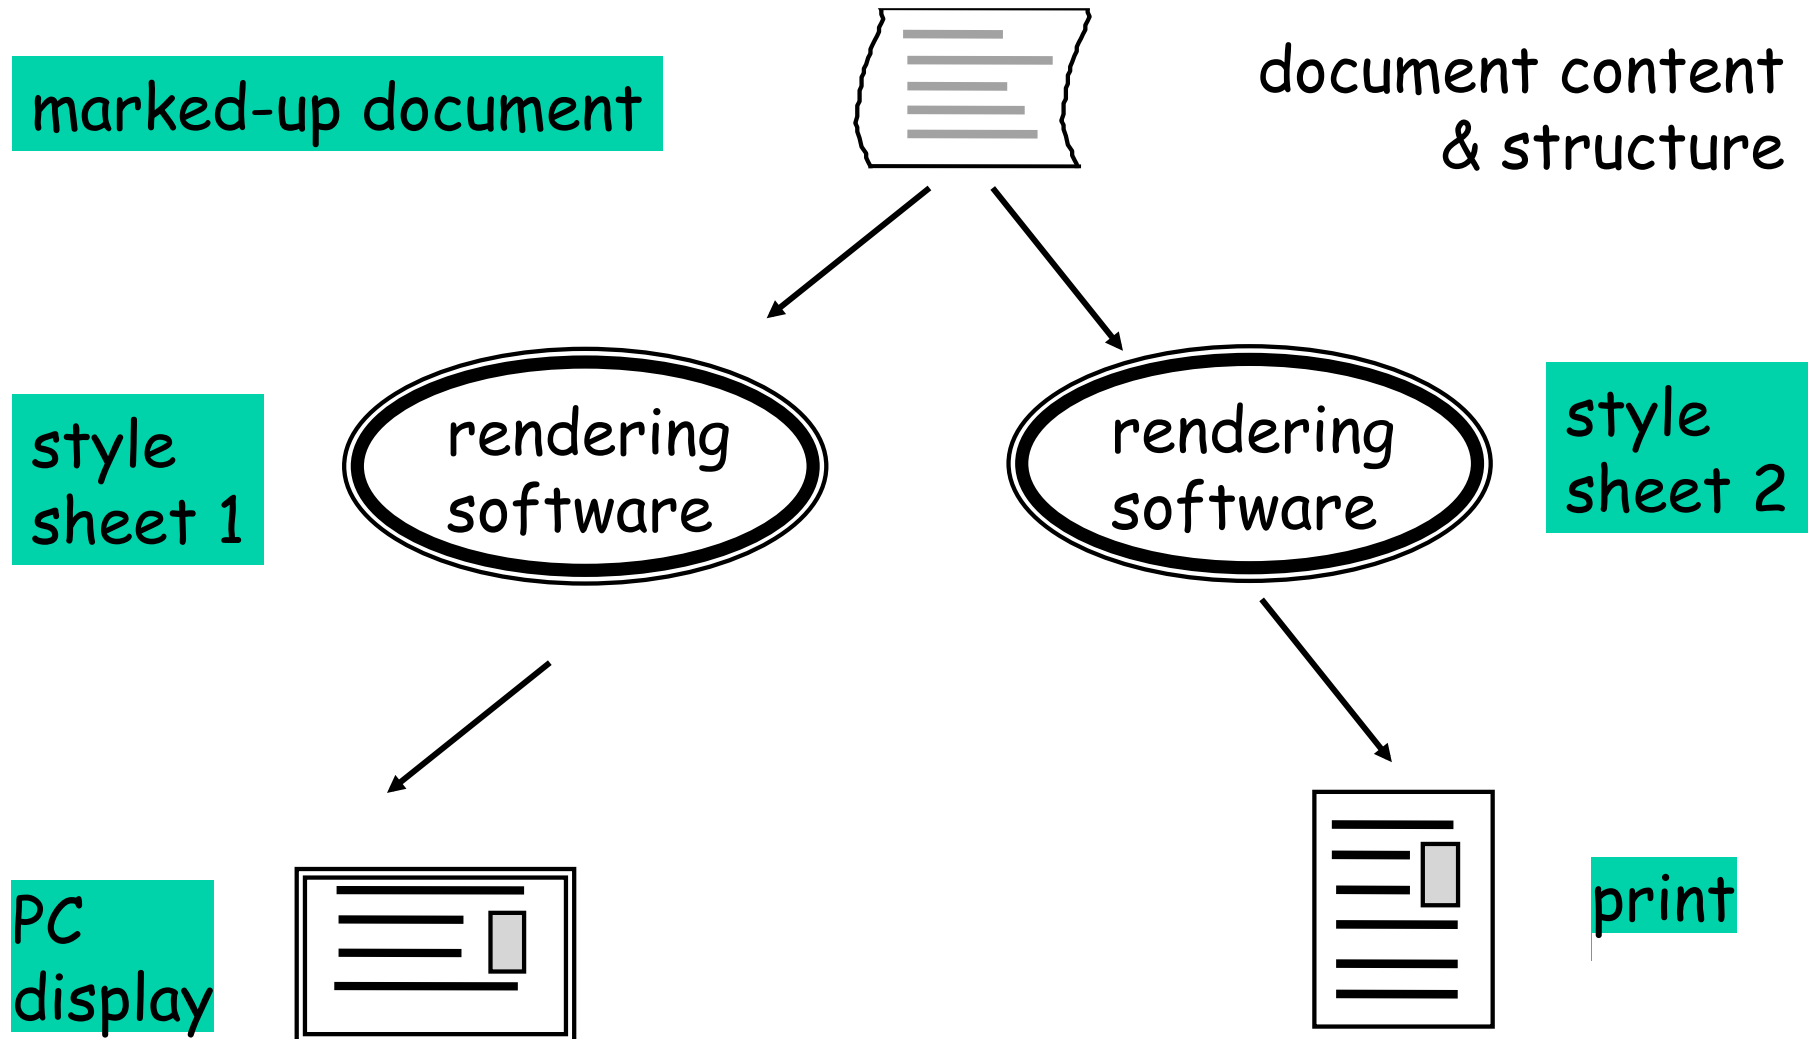 marked-up document
document content
& structure
style
sheet 1
rendering
software
rendering
software
style
sheet 2
PC
display
print